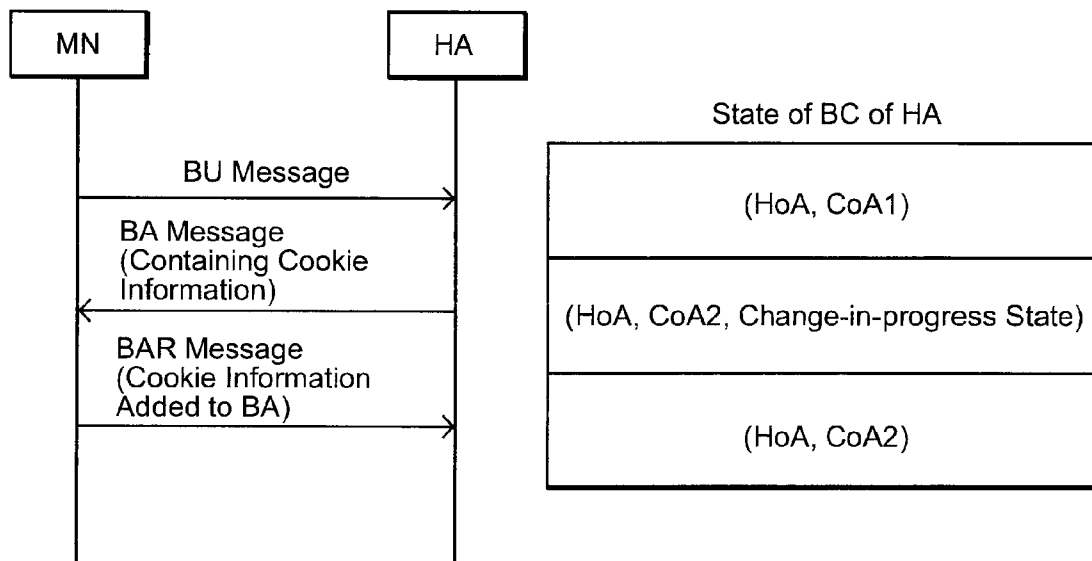 MN
HA
State of BC of HA
BU Message
(HoA, CoA1)
BA Message
(Containing Cookie
Information)
(HoA, CoA2, Change-in-progress State)
BAR Message
(Cookie Information
Added to BA)
(HoA, CoA2)